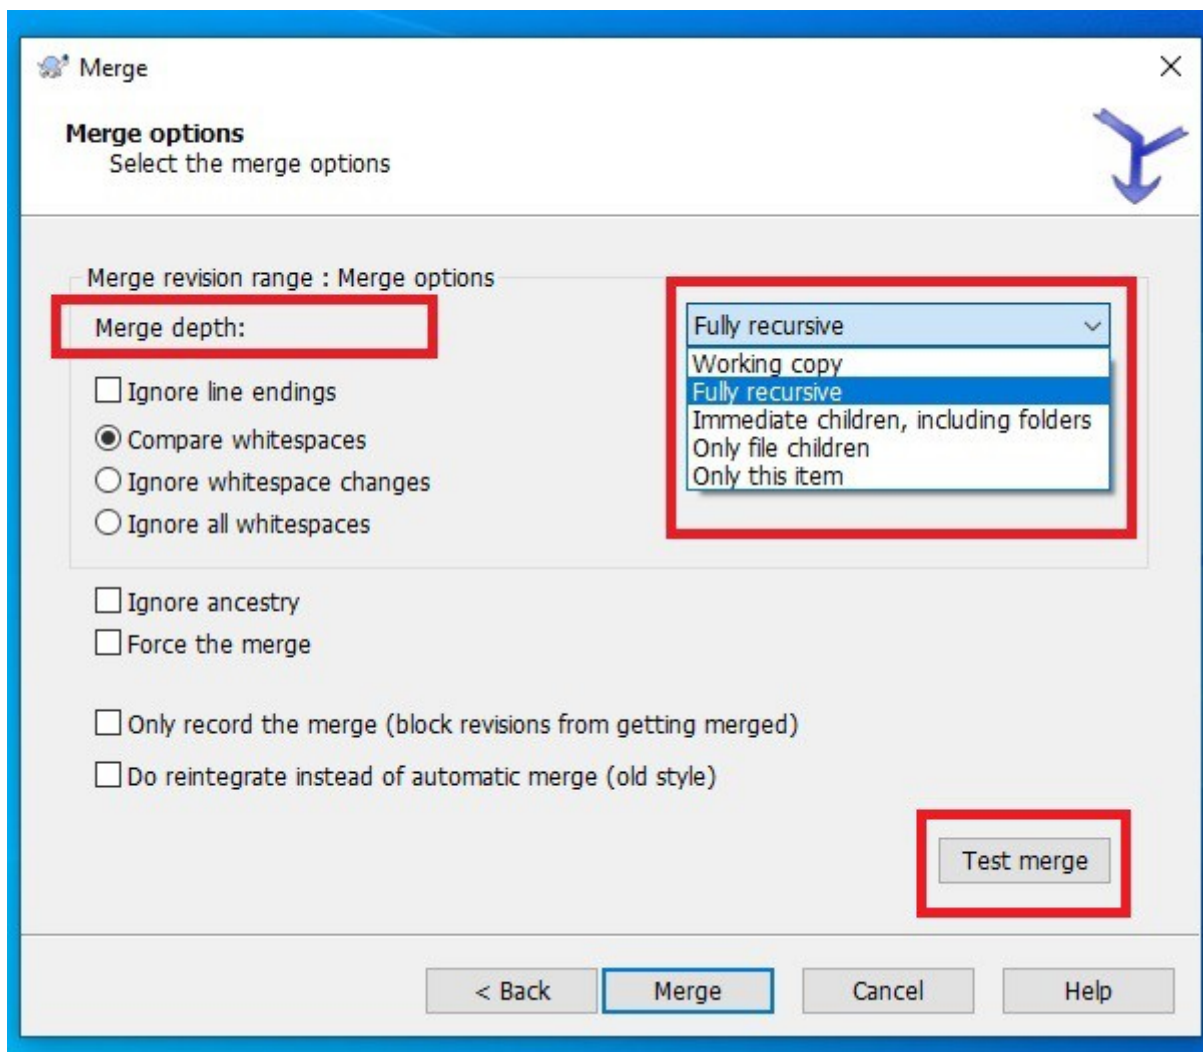 Merge
Merge options
Select the merge options
Merge revision range : Merge options
Merge depth:
Fully recursive
Working copy
Fully recursive
Immediate children, including folders
Only file children
Only this item
Ignore line endings
Compare whitespaces
Ignore whitespace changes
Ignore all whitespaces
Ignore ancestry
Force the merge
Only record the merge (block revisions from getting merged)
Do reintegrate instead of automatic merge (old style)
Test merge
< Back
Merge
Cancel
Help